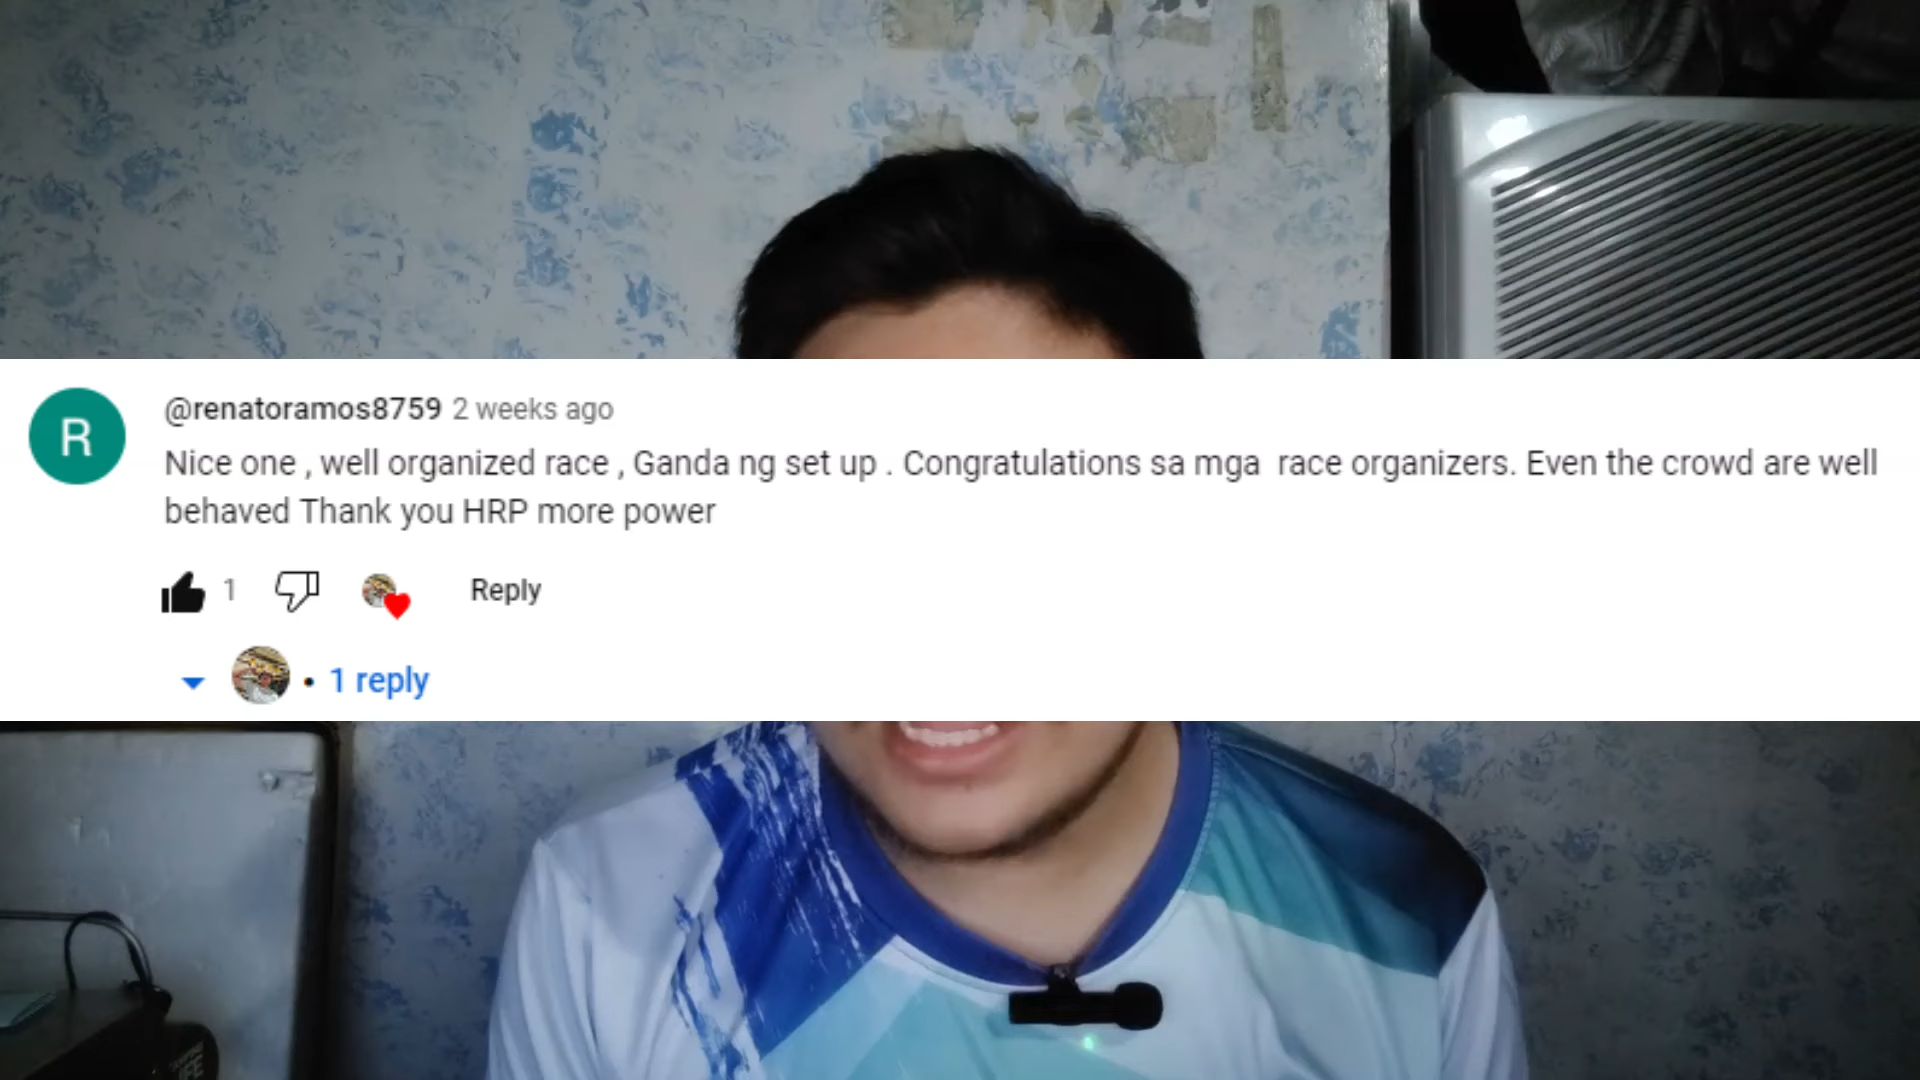 R
@renatoramos8759 2 weeks ago
Nice one , well organized race , Ganda ng set up . Congratulations sa mga race organizers. Even the crowd are well
behaved Thank you HRP more power
1
Reply
• 1 reply